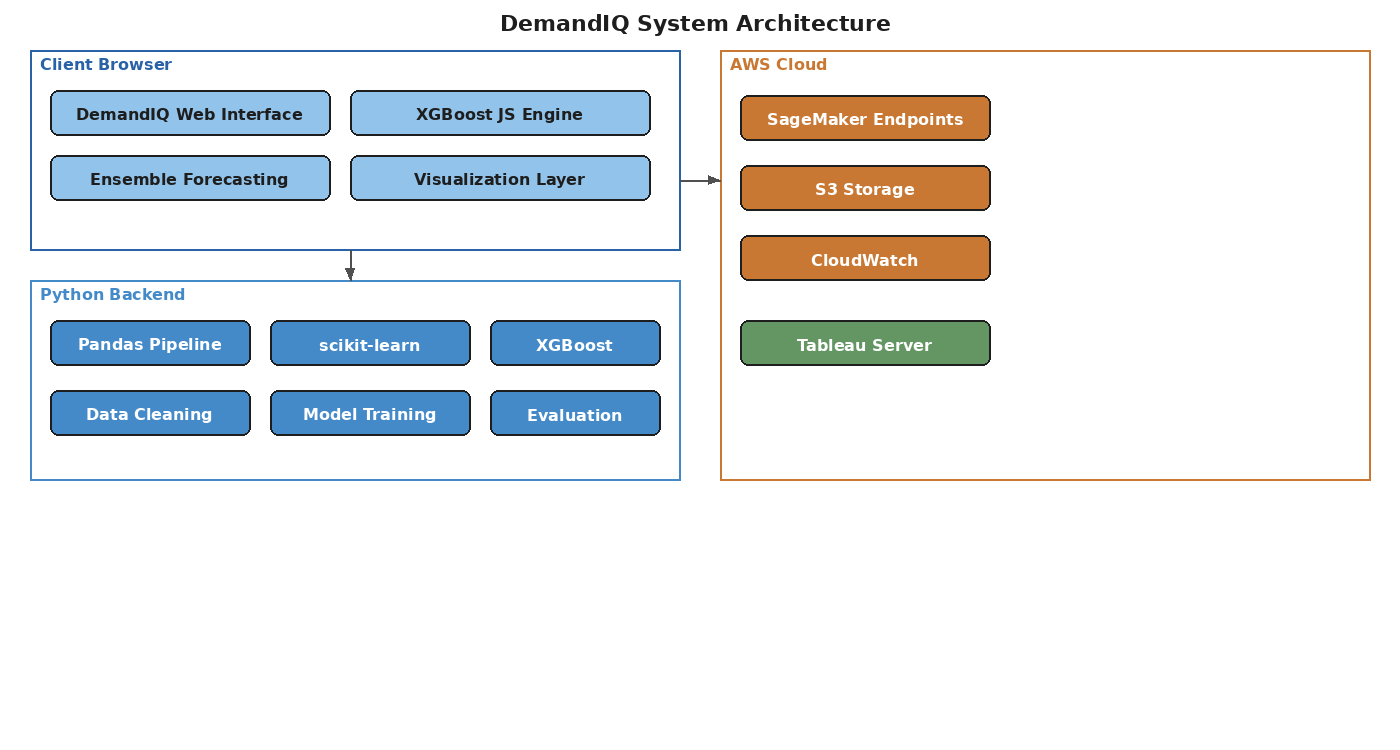 DemandIQ System Architecture
Client Browser
DemandIQ Web Interface
XGBoost JS Engine
Ensemble Forecasting
Visualization Layer
Python Backend
Pandas Pipeline
scikit-learn
XGBoost
Data Cleaning
Model Training
Evaluation
AWS Cloud
SageMaker Endpoints
S3 Storage
CloudWatch
Tableau Server